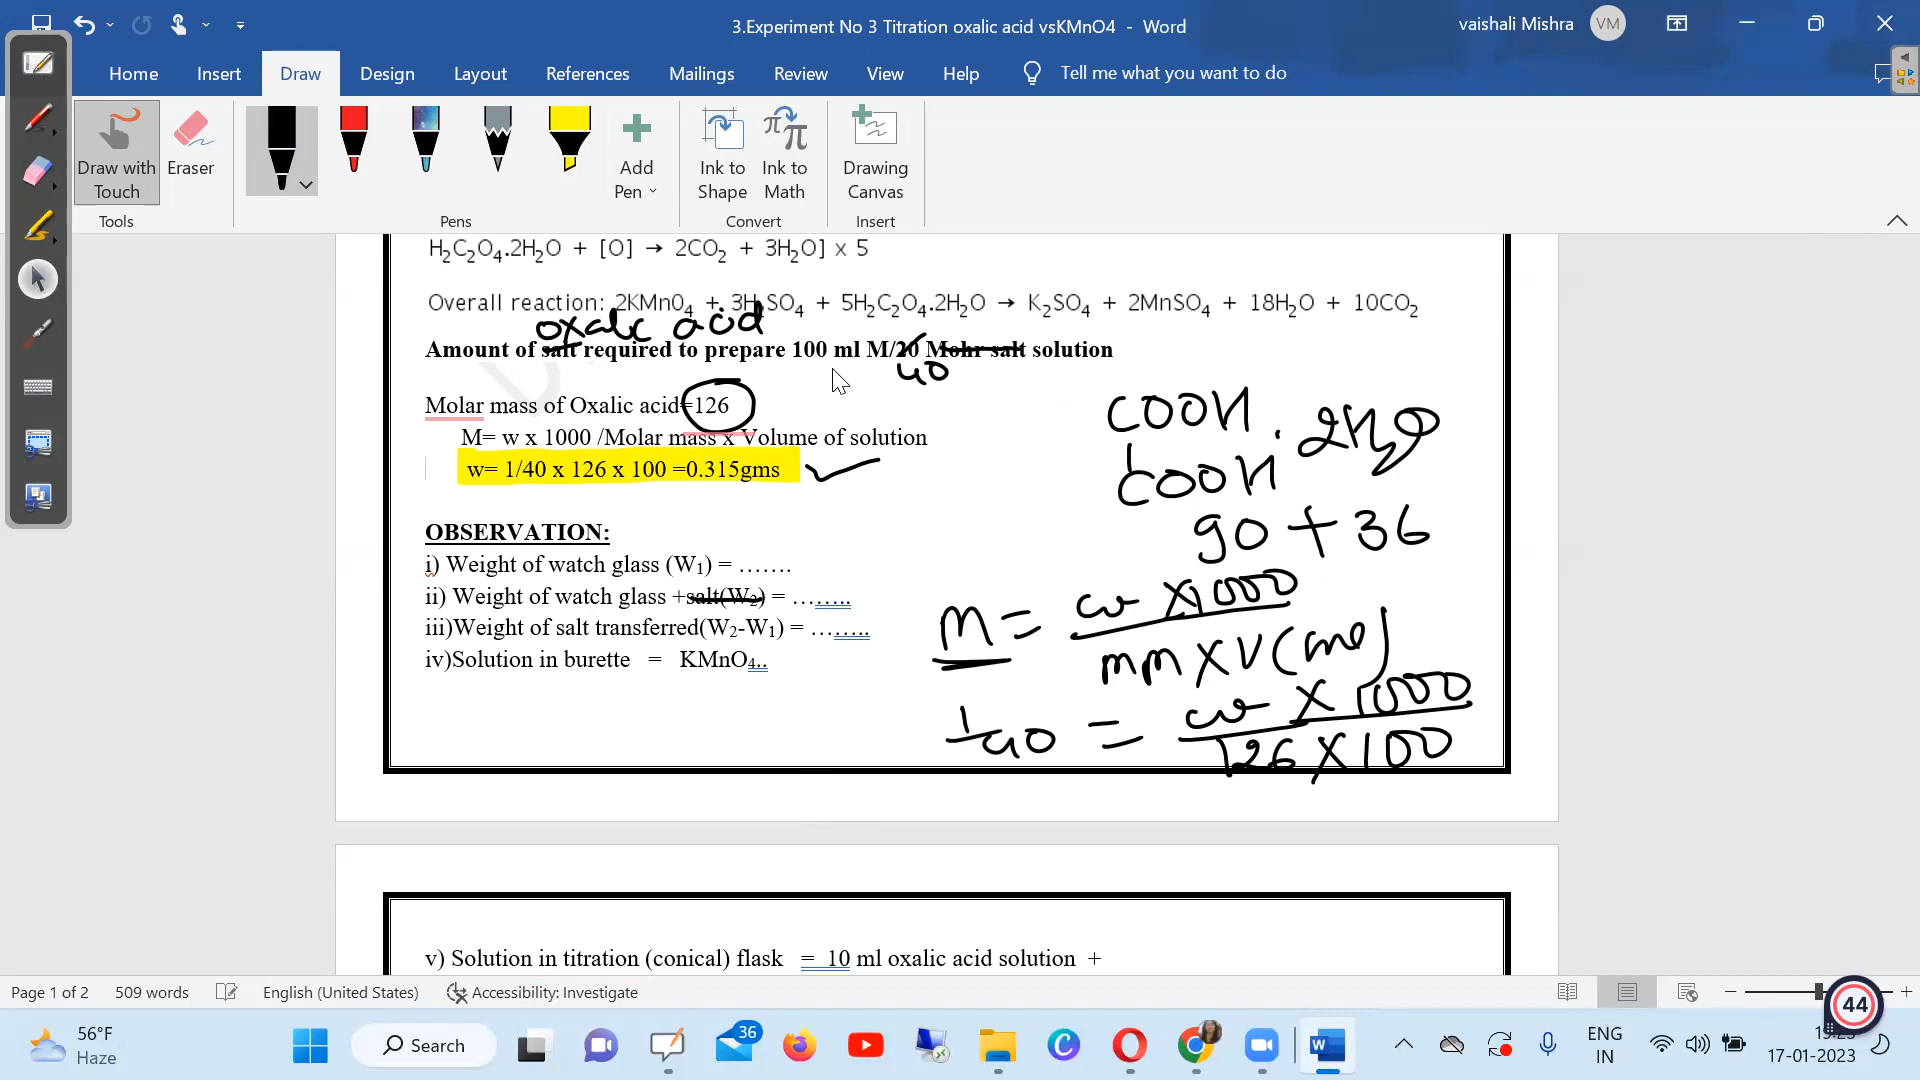 3.Experiment No 3 Titration oxalic acid vsKMnO4 - Word
vaishali Mishra VM
Home Insert Draw Design Layout References Mailings Review View Help Tell me what you want to do
Draw with Touch
Eraser
Add Pen
Ink to Shape
Ink to Math
Drawing Canvas
Tools Pens Convert Insert
H₂C₂O₄.2H₂O + [O] → 2CO₂ + 3H₂O] x 5
Overall reaction: 2KMnO₄ + 3H₂SO₄ + 5H₂C₂O₄.2H₂O → K₂SO₄ + 2MnSO₄ + 18H₂O + 10CO₂
oxalic acid
Amount of salt required to prepare 100 ml M/20 Mohr salt solution
40
Molar mass of Oxalic acid=126
M= w x 1000 /Molar mass x Volume of solution
w= 1/40 x 126 x 100 =0.315gms
COOH
. 2H₂O
COOH
90 + 36
M = w x 1000
mm x V (ml)
1/40 = w x 1000
126 x 100
OBSERVATION:
i) Weight of watch glass (W₁) = …….
ii) Weight of watch glass +salt(W₂) = ……..
iii)Weight of salt transferred(W₂-W₁) = ……..
iv)Solution in burette = KMnO₄..
v) Solution in titration (conical) flask = 10 ml oxalic acid solution +
Page 1 of 2 509 words English (United States) Accessibility: Investigate
44
56°F
Haze
Search
36
ENG
IN
17-01-2023